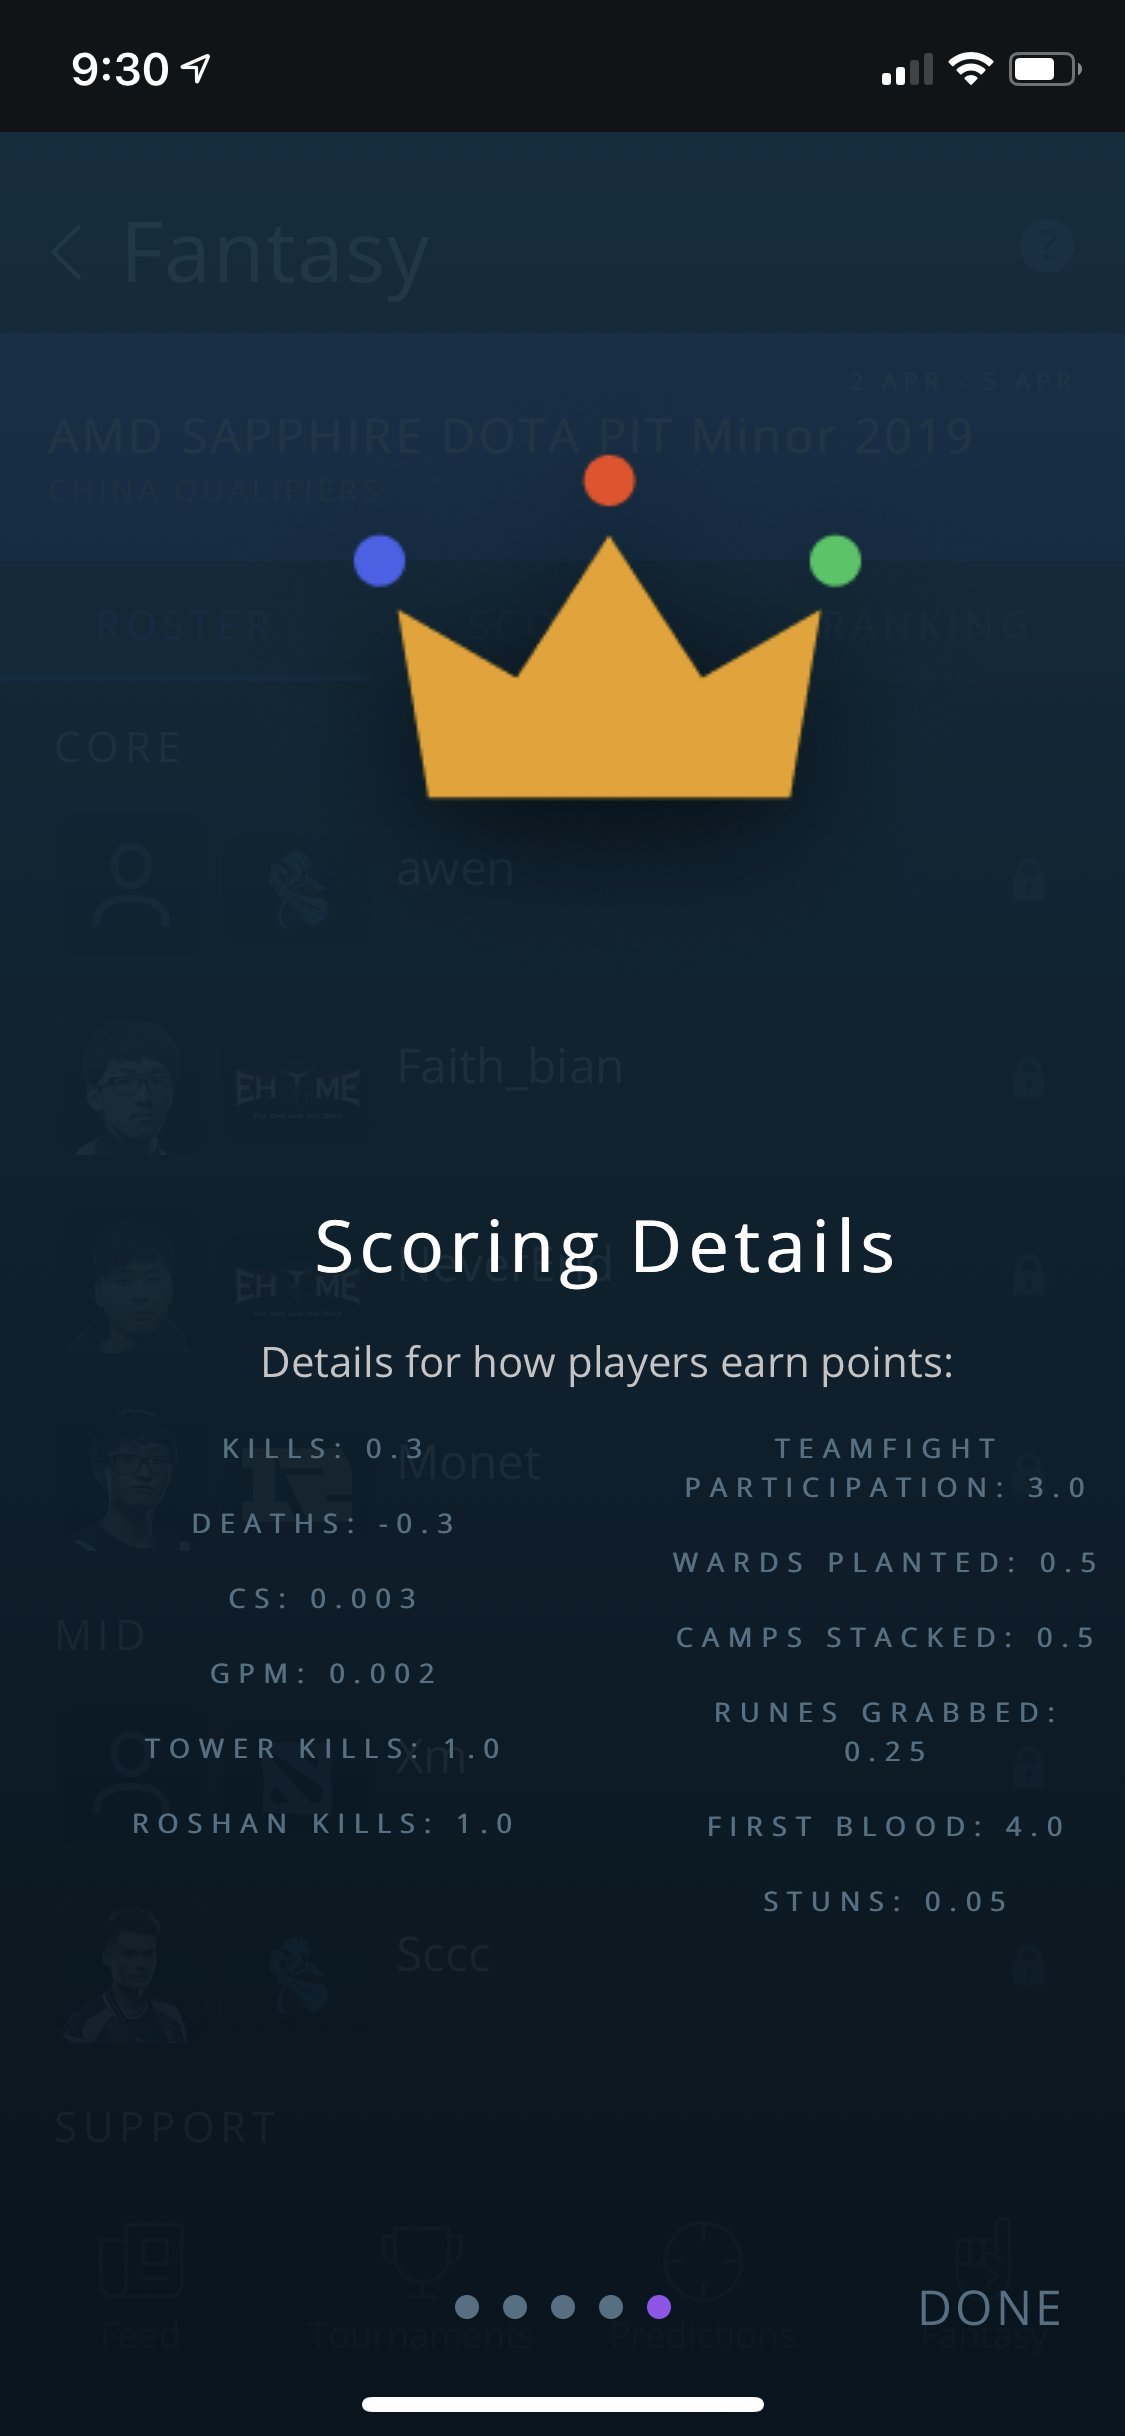 9:30
Fantasy
?
2 APR - 5 APR
AMD SAPPHIRE DOTA PIT Minor 2019
CHINA QUALIFIERS
ROSTER
RANKING
CORE
awen
Faith_bian
EHOME
Scoring Details
NeverEnd
EHOME
Details for how players earn points:
KILLS: 0.3
DEATHS: -0.3
CS: 0.003
GPM: 0.002
TOWER KILLS: 1.0
ROSHAN KILLS: 1.0
TEAMFIGHT
PARTICIPATION: 3.0
WARDS PLANTED: 0.5
CAMPS STACKED: 0.5
RUNES GRABBED:
0.25
FIRST BLOOD: 4.0
STUNS: 0.05
Monet
MID
Xm
Sccc
SUPPORT
DONE
Feed
Tournaments
Predictions
Fantasy